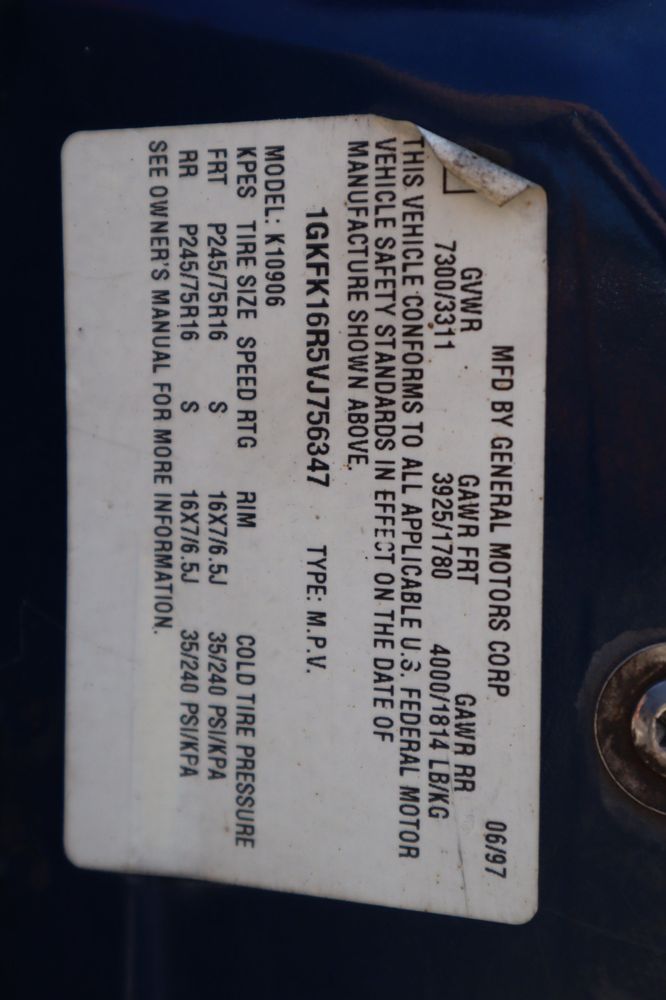 MFD BY GENERAL MOTORS CORP 06/97
GVWR GAWR FRT GAWR RR
7300/3311 3925/1780 4000/1814 LB/KG
THIS VEHICLE CONFORMS TO ALL APPLICABLE U.S. FEDERAL MOTOR
VEHICLE SAFETY STANDARDS IN EFFECT ON THE DATE OF
MANUFACTURE SHOWN ABOVE.
1GKFK16R5VJ756347 TYPE: M.P.V.
MODEL: K10906
KPES TIRE SIZE SPEED RTG RIM COLD TIRE PRESSURE
FRT P245/75R16 S 16X7/6.5J 35/240 PSI/KPA
RR P245/75R16 S 16X7/6.5J 35/240 PSI/KPA
SEE OWNER'S MANUAL FOR MORE INFORMATION.